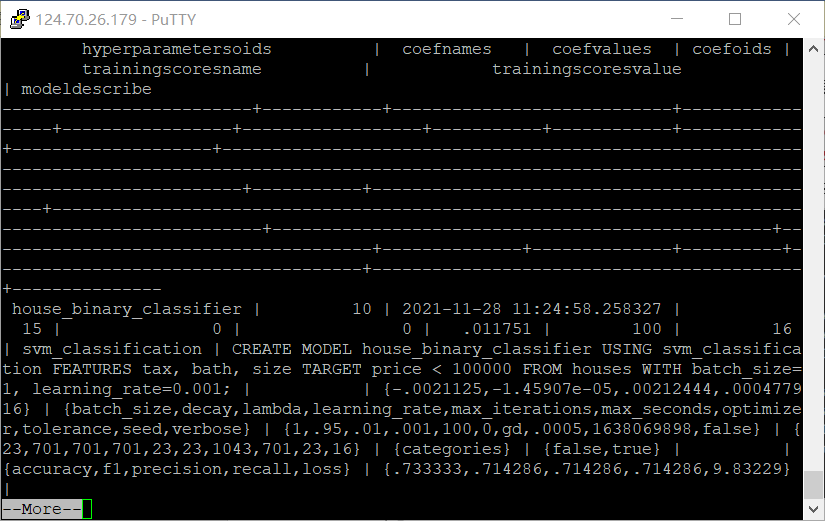 124.70.26.179 - PuTTY
hyperparametersoids | coefnames | coefvalues | coefoids |
trainingscoresname | trainingscoresvalue
| modeldescribe
-------------------------+------------+-----------------------------+------------
-----+-----------------+------------------+-----------+------------+------------
+--------------------+----------------------------------------------------------
--------------------------------------------------------------------------------
------------------------+-----------+-------------------------------------------
----+---------------------------------------------------------------------------
--------------------------+--------------------------------------------------+--
-------------------------------------+--------------+--------------+----------+-
------------------------------------+-------------------------------------------
+---------------
house_binary_classifier | 10 | 2021-11-28 11:24:58.258327 |
15 | 0 | 0 | .011751 | 100 | 16
| svm_classification | CREATE MODEL house_binary_classifier USING svm_classifica
tion FEATURES tax, bath, size TARGET price < 100000 FROM houses WITH batch_size=
1, learning_rate=0.001; | | {-.0021125,-1.45907e-05,.00212444,.0004779
16} | {batch_size,decay,lambda,learning_rate,max_iterations,max_seconds,optimize
r,tolerance,seed,verbose} | {1,.95,.01,.001,100,0,gd,.0005,1638069898,false} | {
23,701,701,701,23,23,1043,701,23,16} | {categories} | {false,true} | |
{accuracy,f1,precision,recall,loss} | {.733333,.714286,.714286,.714286,9.83229}
|
--More--